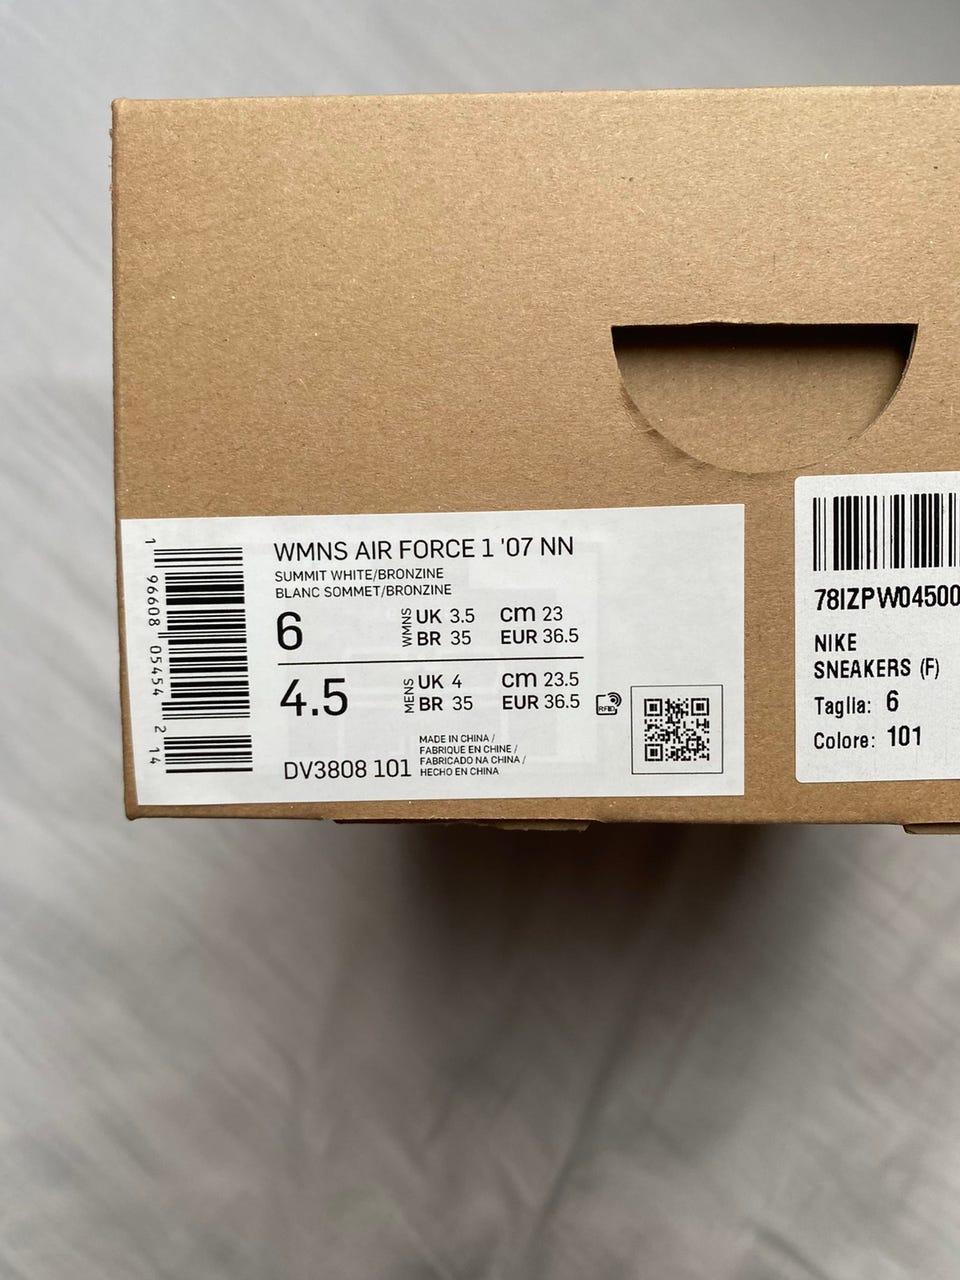 WMNS AIR FORCE 1 '07 NN
SUMMIT WHITE/BRONZINE
BLANC SOMMET/BRONZINE
6 WMNS UK 3.5 cm 23
BR 35 EUR 36.5
4.5 MENS UK 4 cm 23.5
BR 35 EUR 36.5
RFID
MADE IN CHINA /
FABRIQUE EN CHINE /
FABRICADO NA CHINA /
DV3808 101 HECHO EN CHINA
1 96608 05454 2 14
78IZPW04500
NIKE
SNEAKERS (F)
Taglia: 6
Colore: 101